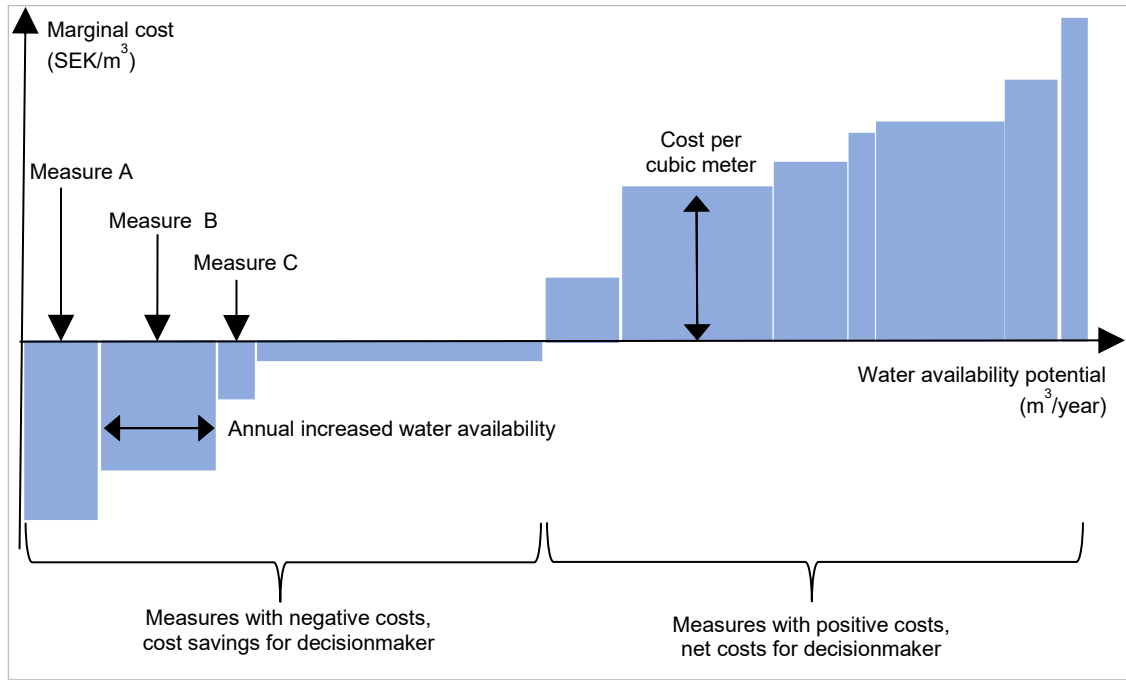 Marginal cost
(SEK/m³)
Measure A
Measure  B
Measure C
Cost per
cubic meter
Water availability potential
(m³/year)
Annual increased water availability
Measures with negative costs,
cost savings for decisionmaker
Measures with positive costs,
net costs for decisionmaker